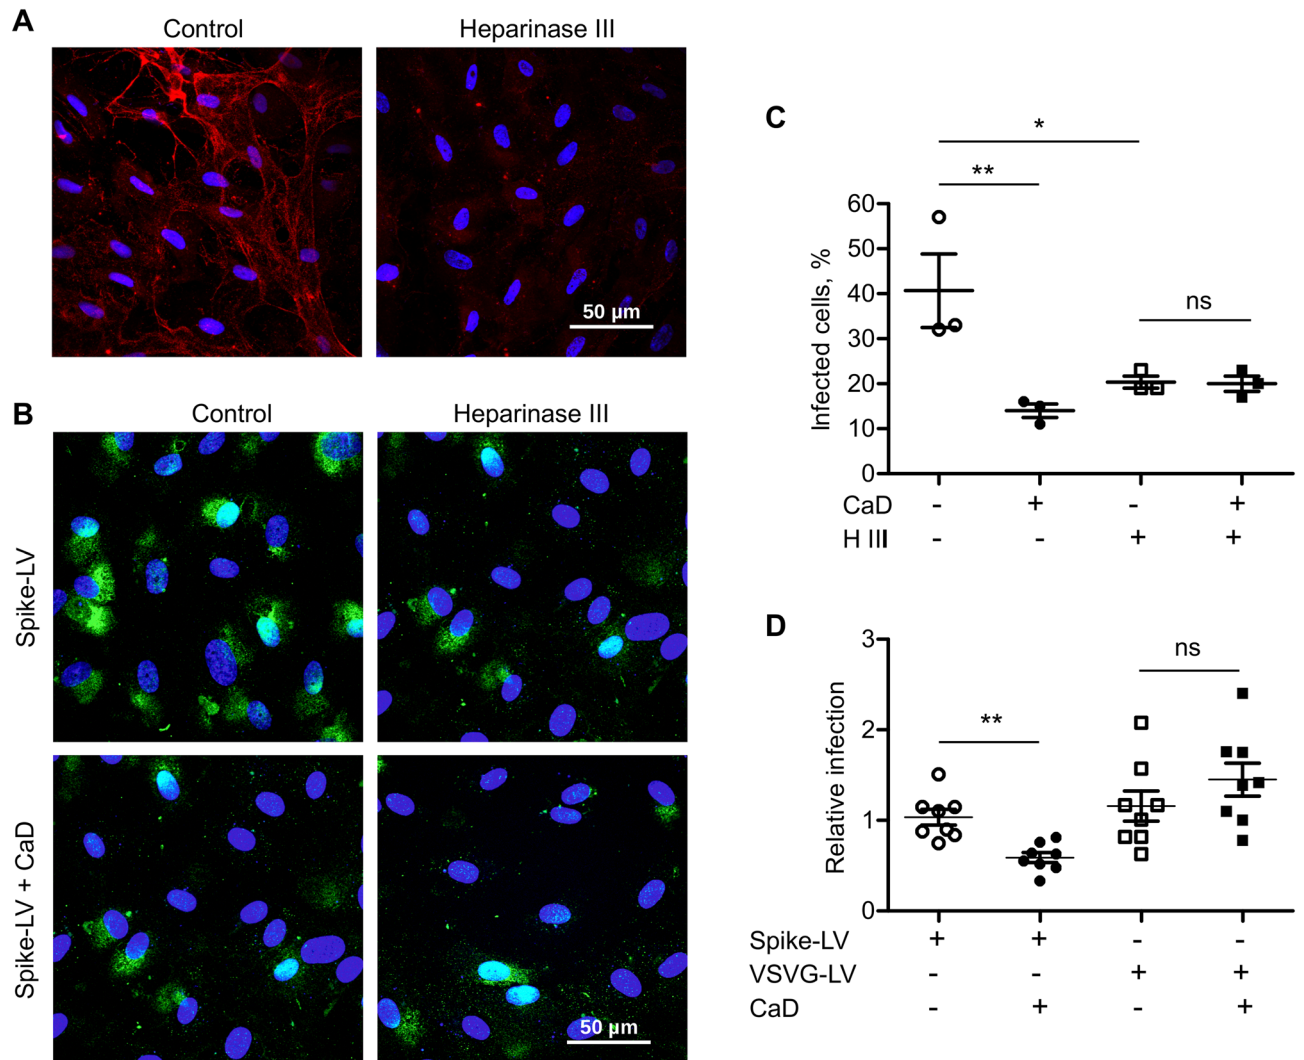 A
Control
Heparinase III
50 µm
B
Control
Heparinase III
Spike-LV
Spike-LV + CaD
50 µm
C
*
**
ns
Infected cells, %
60
50
40
30
20
10
0
CaD - + - +
H III - - + +
D
ns
**
Relative infection
3
2
1
0
Spike-LV + + - -
VSVG-LV - - + +
CaD - + - +